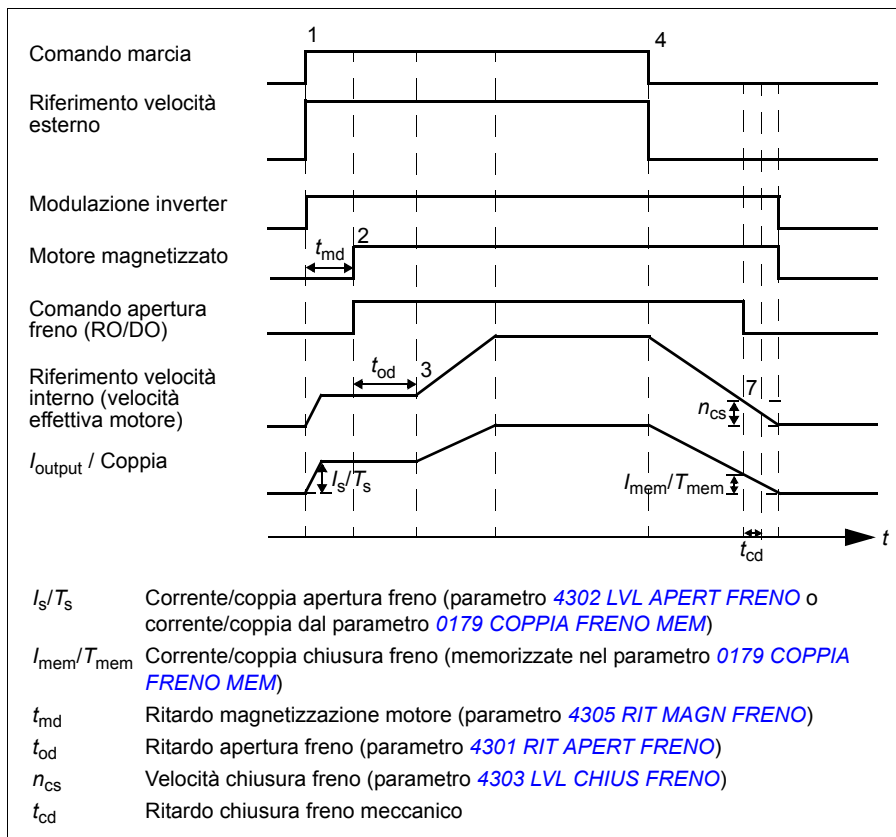 1
4
Comando marcia
Riferimento velocità
esterno
Modulazione inverter
2
Motore magnetizzato
tmd
Comando apertura
freno (RO/DO)
tod
3
Riferimento velocità
interno (velocità
effettiva motore)
7
ncs
Ioutput / Coppia
Is/Ts
Imem/Tmem
t
tcd
Is/Ts Corrente/coppia apertura freno (parametro 4302 LVL APERT FRENO o
corrente/coppia dal parametro 0179 COPPIA FRENO MEM)
Imem/Tmem Corrente/coppia chiusura freno (memorizzate nel parametro 0179 COPPIA
FRENO MEM)
tmd Ritardo magnetizzazione motore (parametro 4305 RIT MAGN FRENO)
tod Ritardo apertura freno (parametro 4301 RIT APERT FRENO)
ncs Velocità chiusura freno (parametro 4303 LVL CHIUS FRENO)
tcd Ritardo chiusura freno meccanico